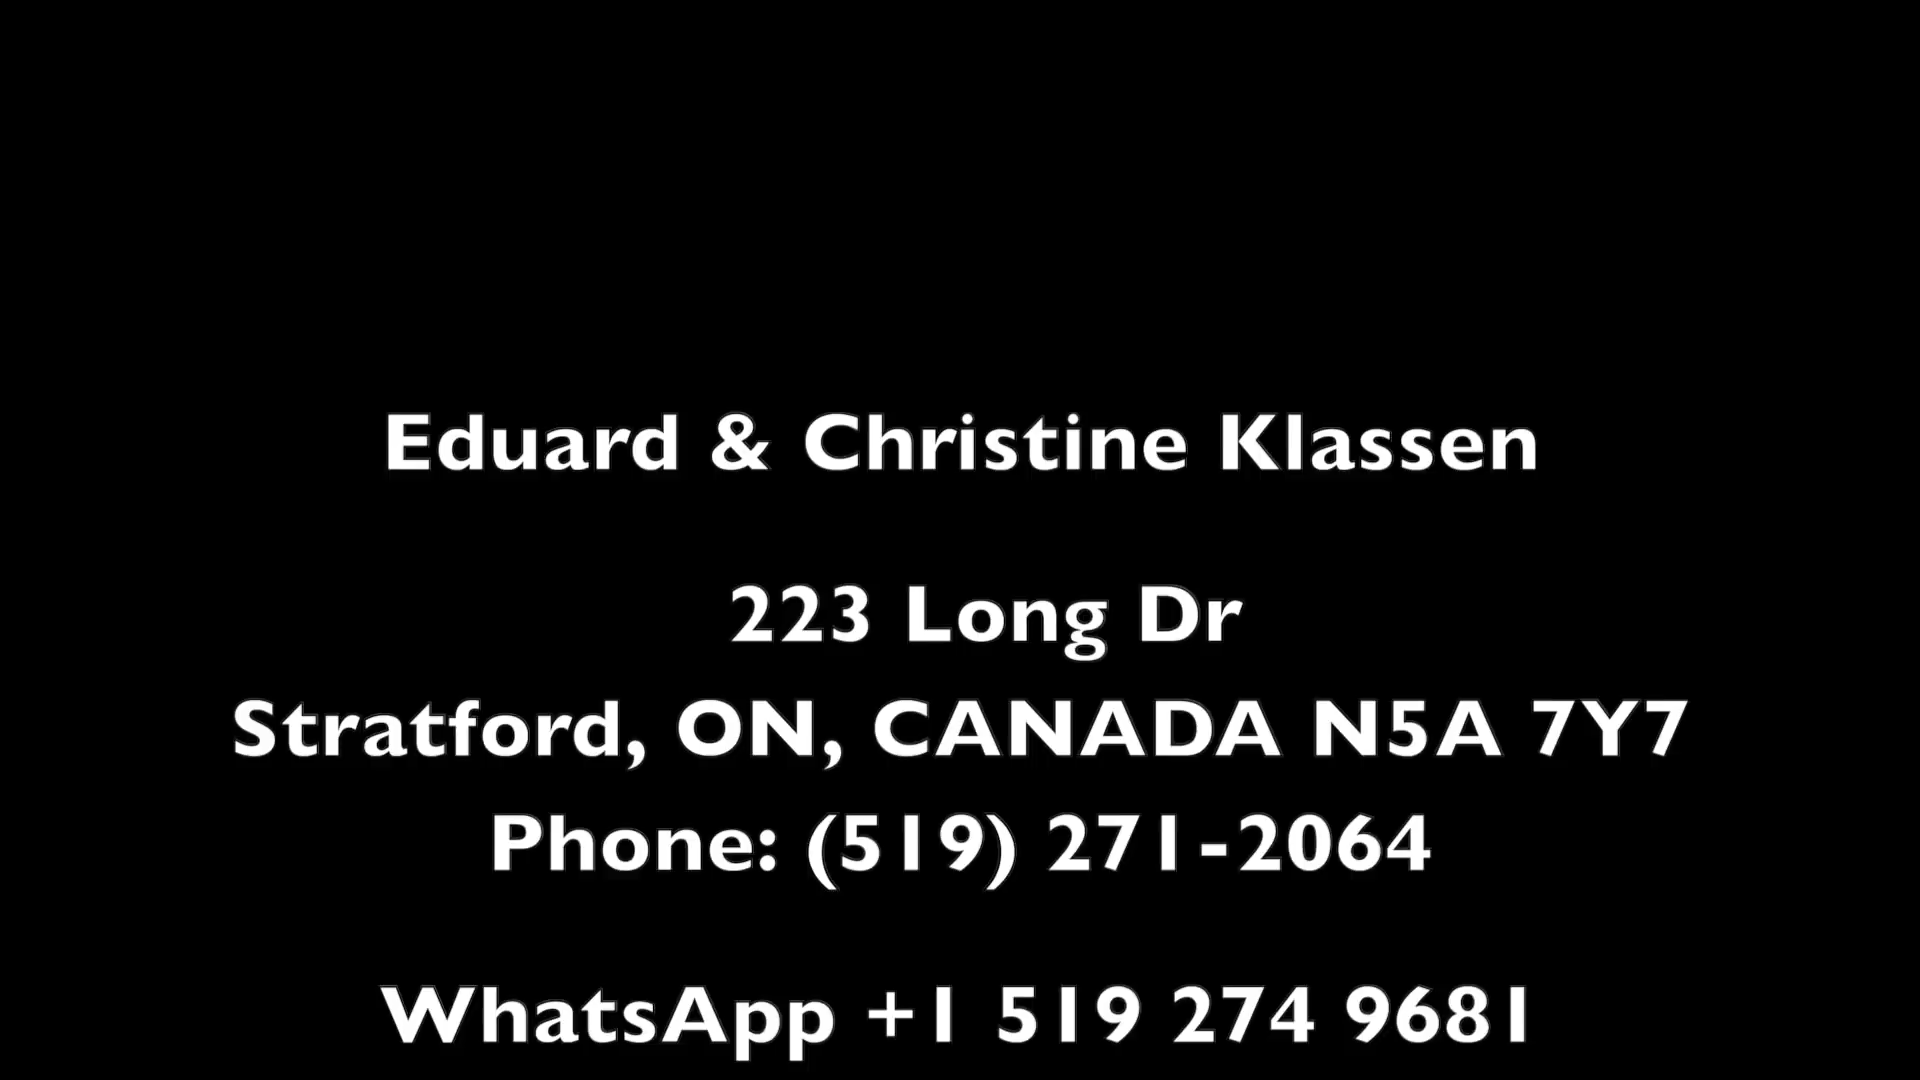 Eduard & Christine Klassen
223 Long Dr
Stratford, ON, CANADA N5A 7Y7
Phone: (519) 271-2064
WhatsApp +1 519 274 9681